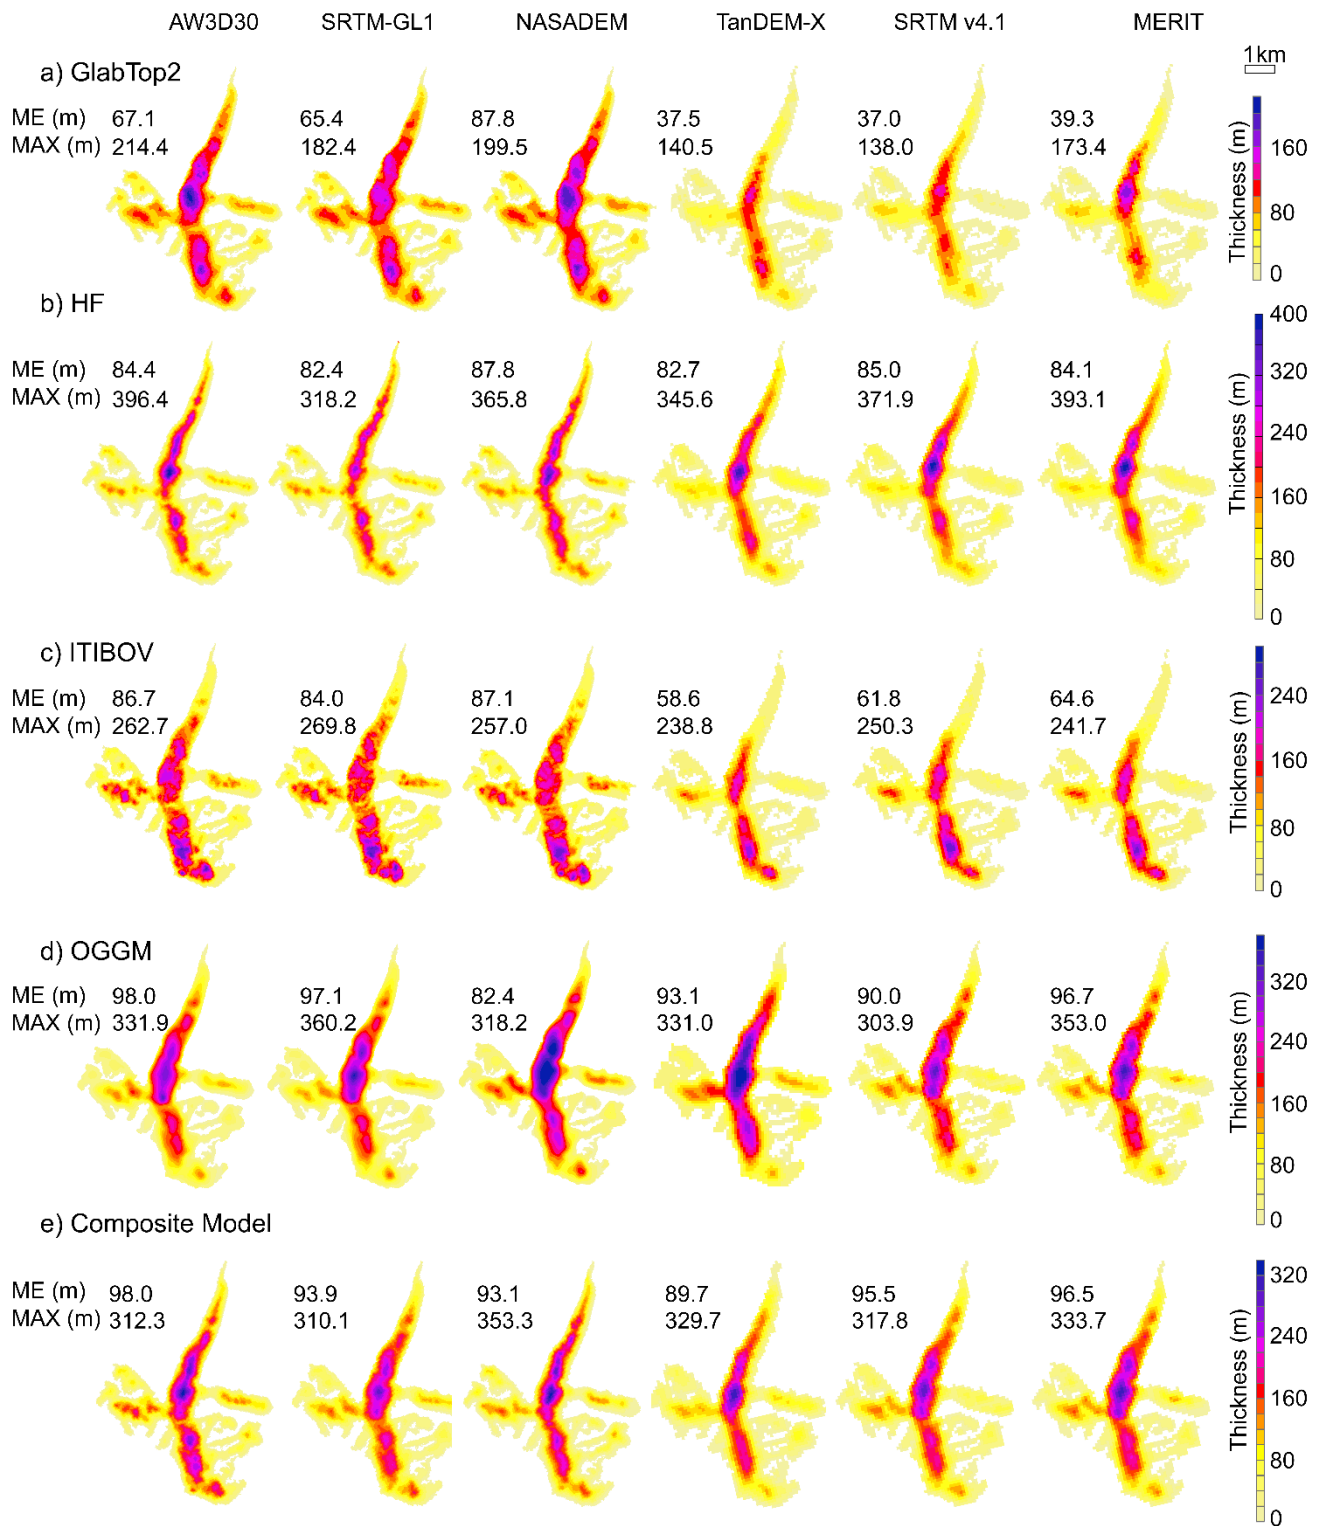 AW3D30 SRTM-GL1 NASADEM TanDEM-X SRTM v4.1 MERIT
1km
a) GlabTop2
ME (m) 67.1 65.4 87.8 37.5 37.0 39.3
MAX (m) 214.4 182.4 199.5 140.5 138.0 173.4
Thickness (m)
160
80
0
b) HF
ME (m) 84.4 82.4 87.8 82.7 85.0 84.1
MAX (m) 396.4 318.2 365.8 345.6 371.9 393.1
Thickness (m)
400
320
240
160
80
0
c) ITIBOV
ME (m) 86.7 84.0 87.1 58.6 61.8 64.6
MAX (m) 262.7 269.8 257.0 238.8 250.3 241.7
Thickness (m)
240
160
80
0
d) OGGM
ME (m) 98.0 97.1 82.4 93.1 90.0 96.7
MAX (m) 331.9 360.2 318.2 331.0 303.9 353.0
Thickness (m)
320
240
160
80
0
e) Composite Model
ME (m) 98.0 93.9 93.1 89.7 95.5 96.5
MAX (m) 312.3 310.1 353.3 329.7 317.8 333.7
Thickness (m)
320
240
160
80
0